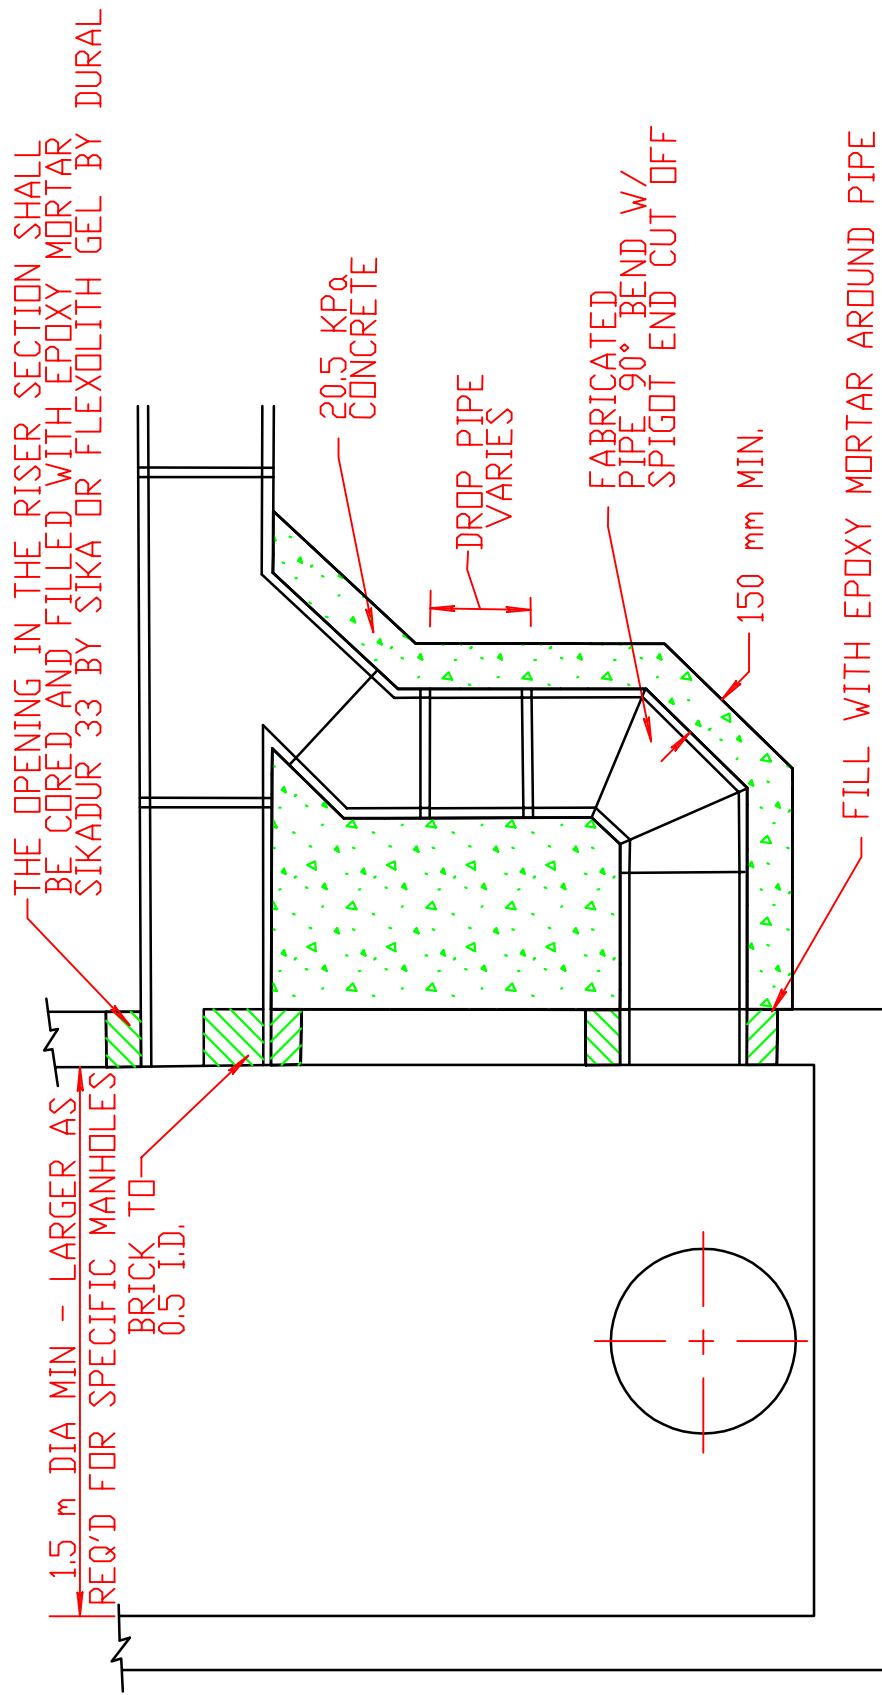 THE OPENING IN THE RISER SECTION SHALL
BE CORED AND FILLED WITH EPOXY MORTAR
SIKADUR 33 BY SIKA OR FLEXOLITH GEL BY DURAL
1.5 m DIA MIN - LARGER AS
REQ'D FOR SPECIFIC MANHOLES
BRICK TO
0.5 I.D.
20.5 KPa
CONCRETE
DROP PIPE
VARIES
FABRICATED
PIPE 90° BEND W/
SPIGOT END CUT OFF
150 mm MIN.
FILL WITH EPOXY MORTAR AROUND PIPE